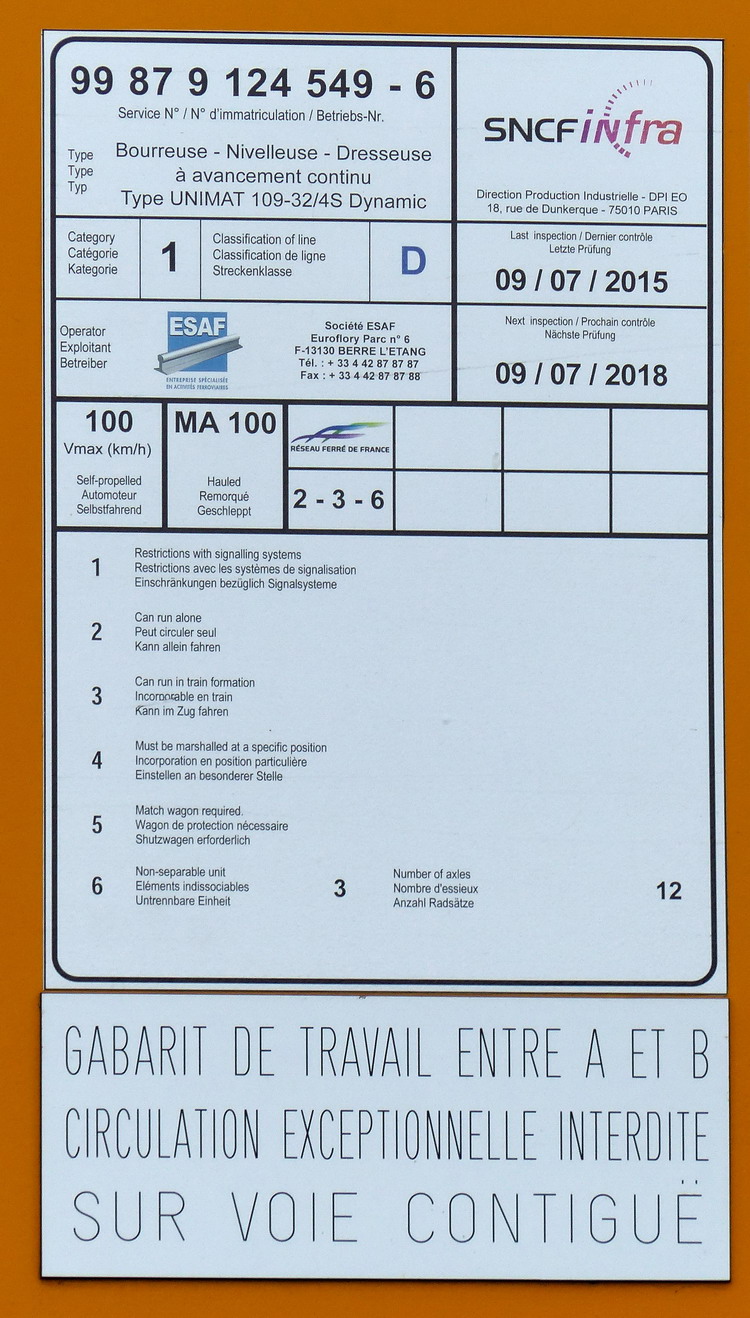 99 87 9 124 549 - 6
Service N° / N° d'immatriculation / Betriebs-Nr.
Type
Type
Typ
Bourreuse - Nivelleuse - Dresseuse
à avancement continu
Type UNIMAT 109-32/4S Dynamic
SNCF infra
Direction Production Industrielle - DPI EO
18, rue de Dunkerque - 75010 PARIS
Category
Catégorie
Kategorie
1
Classification of line
Classification de ligne
Streckenklasse
D
Last inspection / Dernier contrôle
Letzte Prüfung
09 / 07 / 2015
Operator
Exploitant
Betreiber
ESAF
ENTREPRISE SPÉCIALISÉE
EN ACTIVITÉS FERROVIAIRES
Société ESAF
Euroflory Parc n° 6
F-13130 BERRE L'ETANG
Tél. : + 33 4 42 87 87 87
Fax : + 33 4 42 87 87 88
Next inspection / Prochain contrôle
Nächste Prüfung
09 / 07 / 2018
100
Vmax (km/h)
Self-propelled
Automoteur
Selbstfahrend
MA 100
Hauled
Remorqué
Geschleppt
RÉSEAU FERRÉ DE FRANCE
2 - 3 - 6
1
Restrictions with signalling systems
Restrictions avec les systèmes de signalisation
Einschränkungen bezüglich Signalsysteme
2
Can run alone
Peut circuler seul
Kann allein fahren
3
Can run in train formation
Incorporable en train
Kann im Zug fahren
4
Must be marshalled at a specific position
Incorporation en position particulière
Einstellen an besonderer Stelle
5
Match wagon required.
Wagon de protection nécessaire
Shutzwagen erforderlich
6
Non-separable unit
Eléments indissociables
Untrennbare Einheit
3
Number of axles
Nombre d'essieux
Anzahl Radsätze
12
GABARIT DE TRAVAIL ENTRE A ET B
CIRCULATION EXCEPTIONNELLE INTERDITE
SUR VOIE CONTIGUË